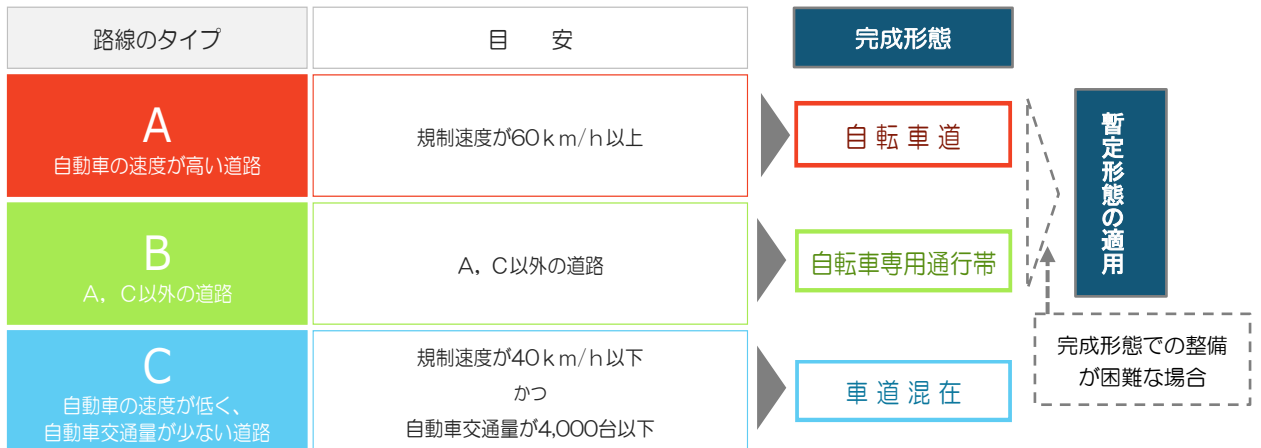 路線のタイプ
目　安
完成形態
A
自動車の速度が高い道路
規制速度が60ｋｍ/ｈ以上
自転車道
暫定形態の適用
B
A，C以外の道路
A，C以外の道路
自転車専用通行帯
完成形態での整備
が困難な場合
C
自動車の速度が低く、
自動車交通量が少ない道路
規制速度が40ｋｍ/ｈ以下
かつ
自動車交通量が4,000台以下
車道混在